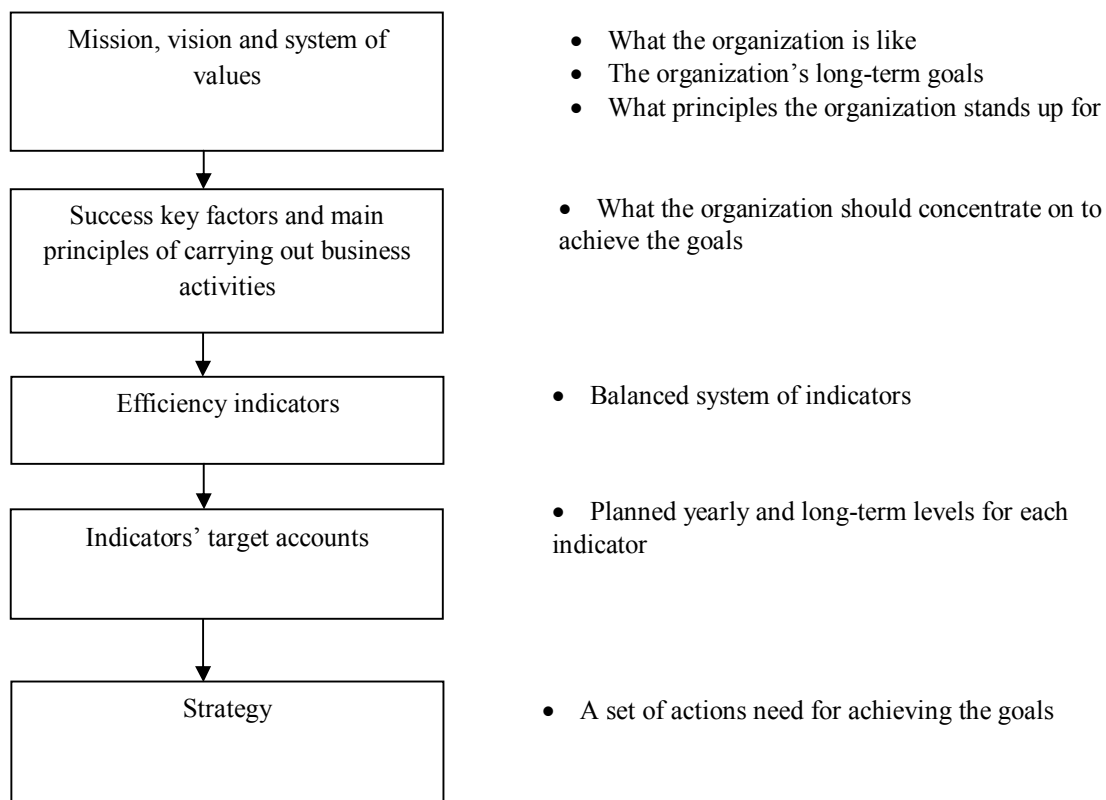 Mission, vision and system of
values
• What the organization is like
• The organization's long-term goals
• What principles the organization stands up for
Success key factors and main
principles of carrying out business
activities
• What the organization should concentrate on to
achieve the goals
Efficiency indicators
• Balanced system of indicators
Indicators' target accounts
• Planned yearly and long-term levels for each
indicator
Strategy
• A set of actions need for achieving the goals